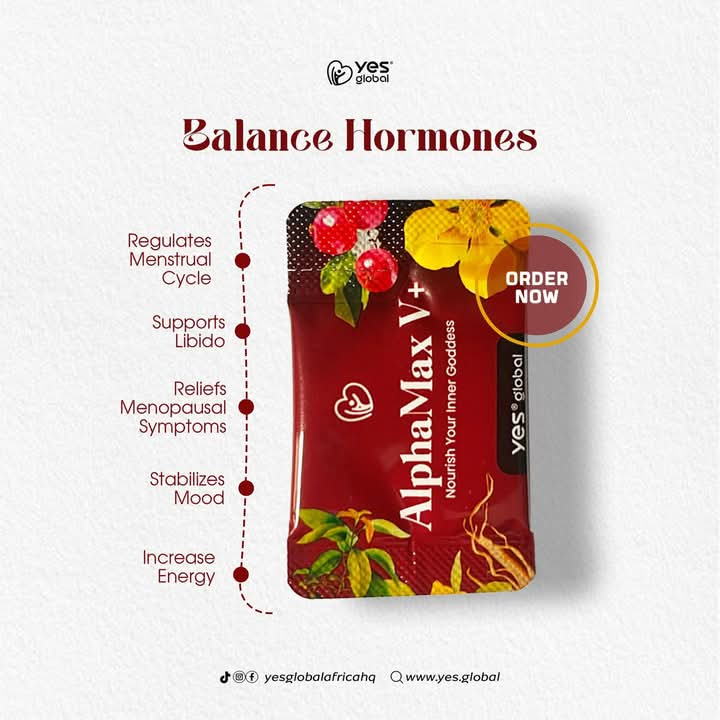 yes®
global
Balance Hormones
Regulates
Menstrual
Cycle
Supports
Libido
Reliefs
Menopausal
Symptoms
Stabilizes
Mood
Increase
Energy
AlphaMax V+
Nourish Your Inner Goddess
yes® global
ORDER
NOW
yesglobalafricahq
www.yes.global